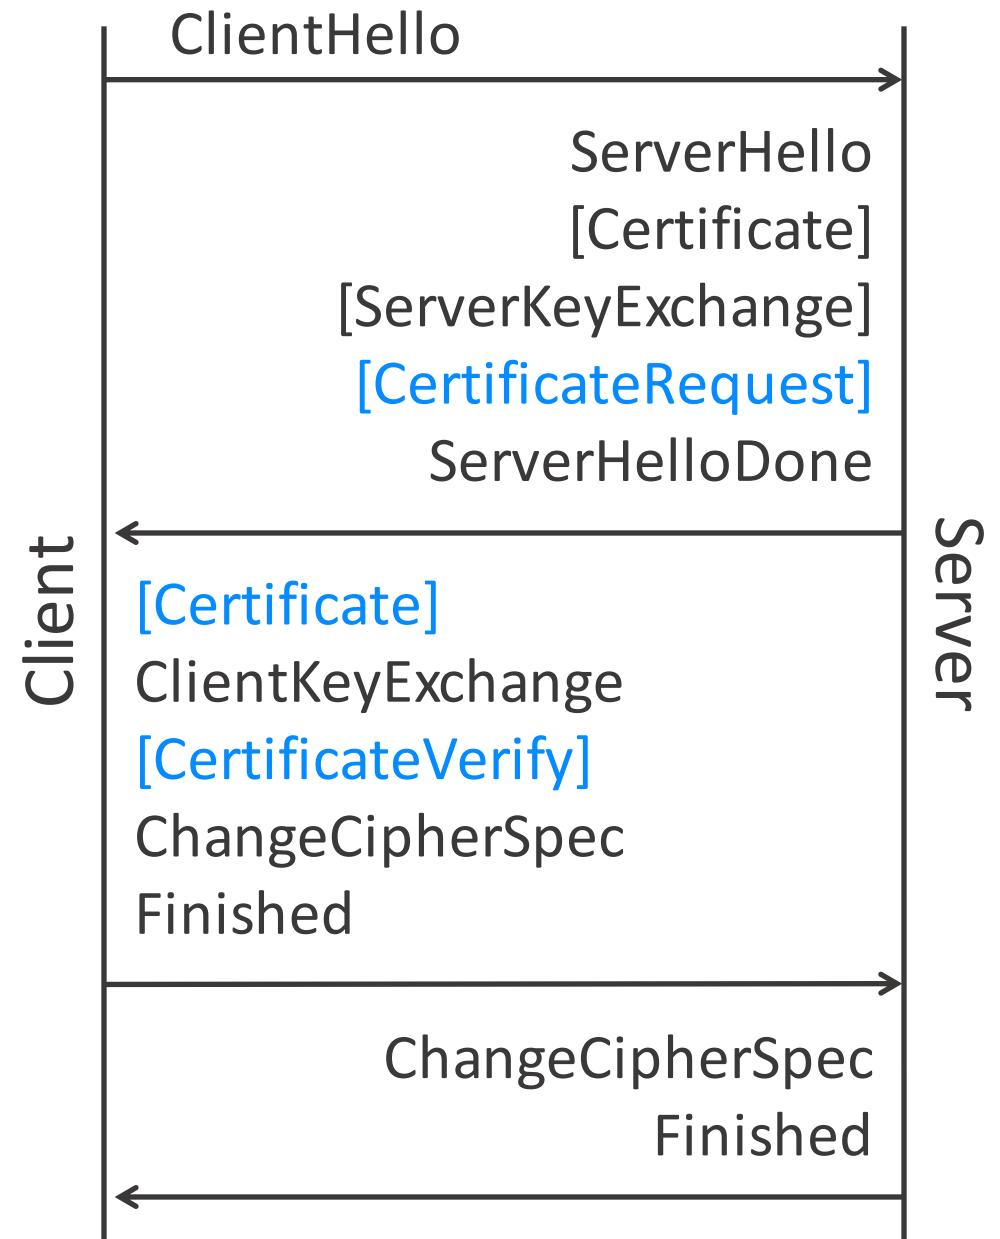 ClientHello
ServerHello
[Certificate]
[ServerKeyExchange]
[CertificateRequest]
ServerHelloDone
Client
Server
[Certificate]
ClientKeyExchange
[CertificateVerify]
ChangeCipherSpec
Finished
ChangeCipherSpec
Finished